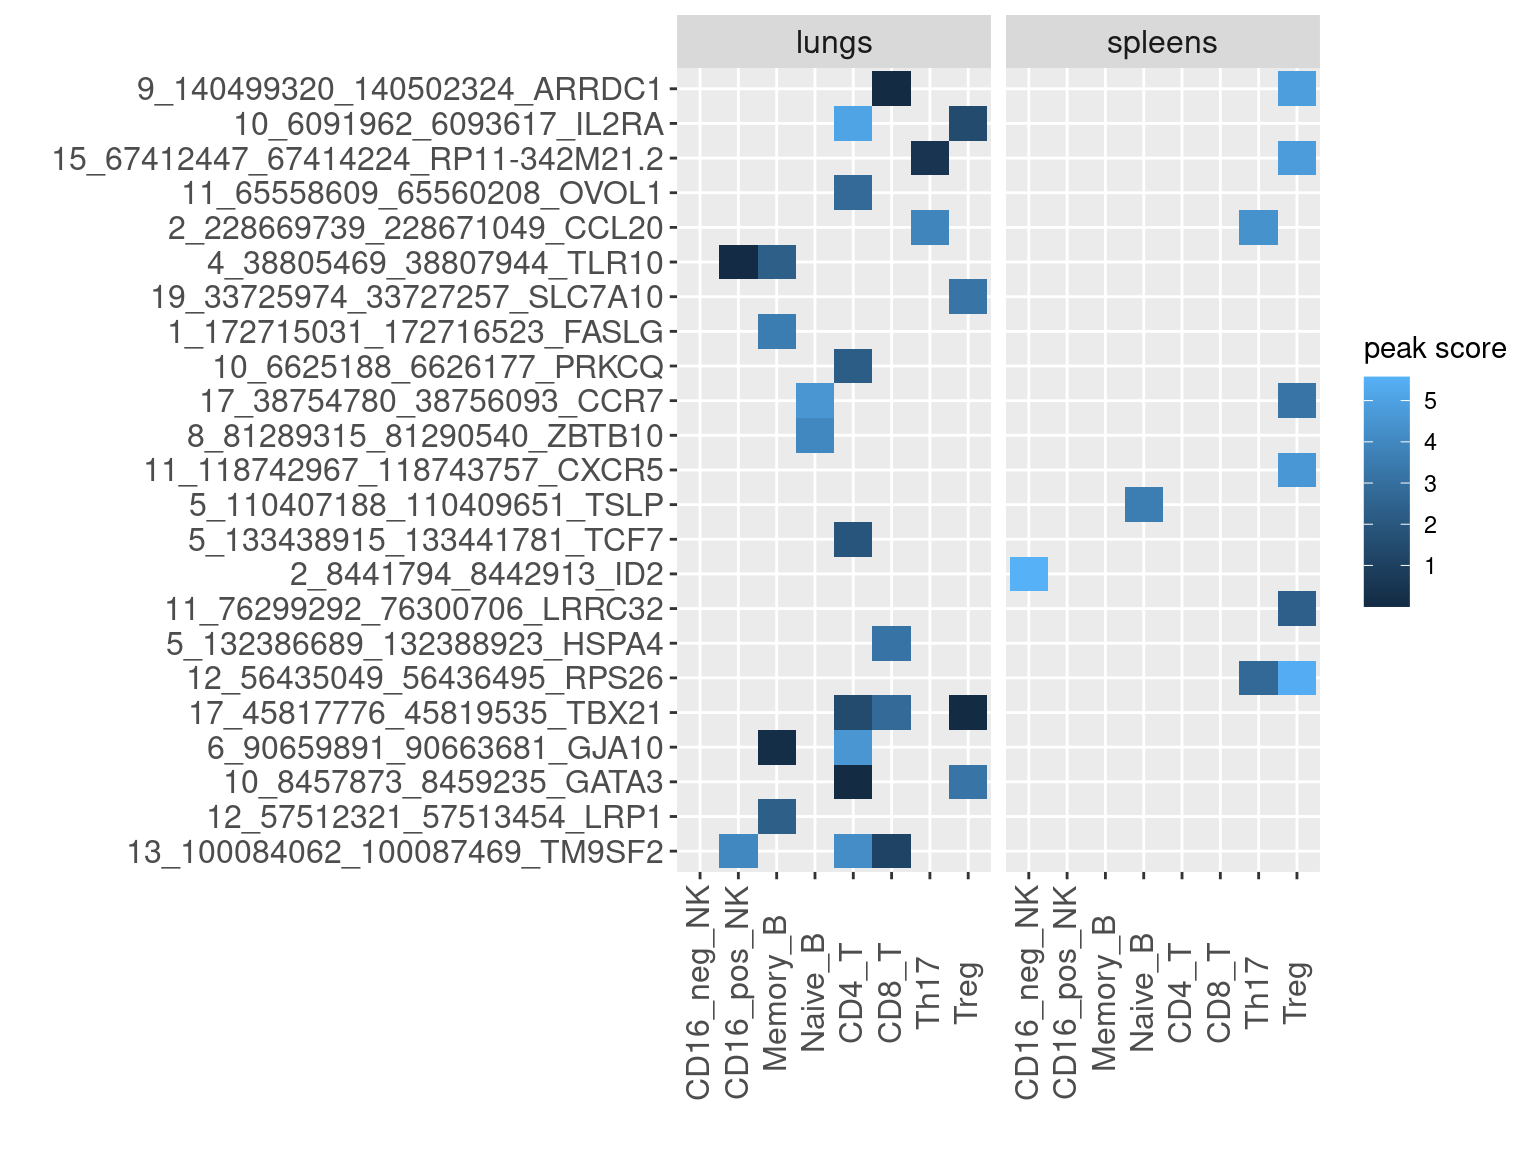 lungs
spleens
9_140499320_140502324_ARRDC1
10_6091962_6093617_IL2RA
15_67412447_67414224_RP11-342M21.2
11_65558609_65560208_OVOL1
2_228669739_228671049_CCL20
4_38805469_38807944_TLR10
19_33725974_33727257_SLC7A10
1_172715031_172716523_FASLG
10_6625188_6626177_PRKCQ
17_38754780_38756093_CCR7
8_81289315_81290540_ZBTB10
11_118742967_118743757_CXCR5
5_110407188_110409651_TSLP
5_133438915_133441781_TCF7
2_8441794_8442913_ID2
11_76299292_76300706_LRRC32
5_132386689_132388923_HSPA4
12_56435049_56436495_RPS26
17_45817776_45819535_TBX21
6_90659891_90663681_GJA10
10_8457873_8459235_GATA3
12_57512321_57513454_LRP1
13_100084062_100087469_TM9SF2
CD16_neg_NK
CD16_pos_NK
Memory_B
Naive_B
CD4_T
CD8_T
Th17
Treg
CD16_neg_NK
CD16_pos_NK
Memory_B
Naive_B
CD4_T
CD8_T
Th17
Treg
peak score
5
4
3
2
1